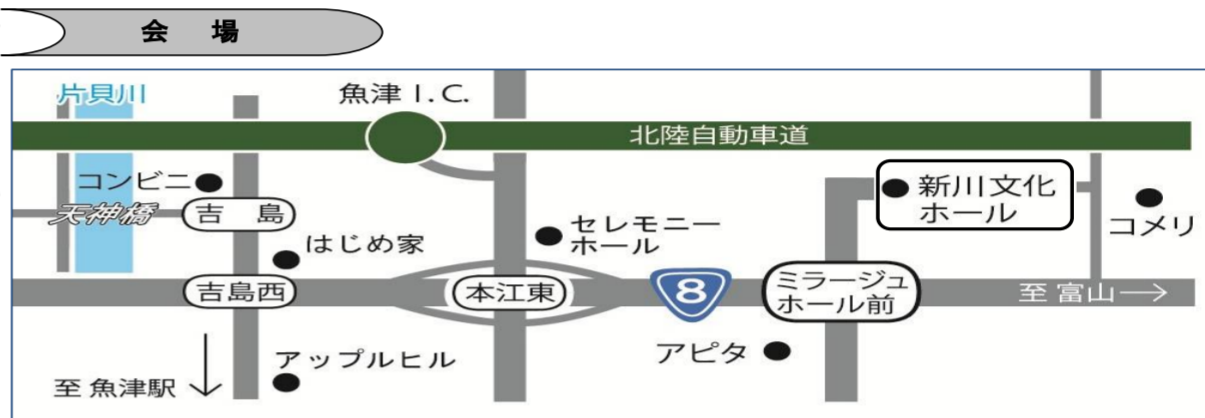 会 場
片貝川
魚津 I.C.
北陸自動車道
コンビニ
新川文化
ホール
天神橋
吉 島
コメリ
セレモニー
ホール
はじめ家
吉島西
本江東
8
ミラージュ
ホール前
至 富山→
アピタ
アップルヒル
至 魚津駅